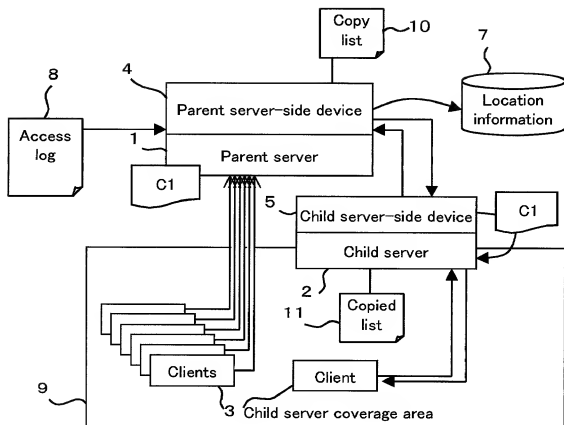 Copy
list
10
7
4
8
Parent server-side device
Location
information
Access
log
1
Parent server
C1
5
Child server-side device
C1
Child server
2
11
Copied
list
Clients
Client
9
3
Child server coverage area